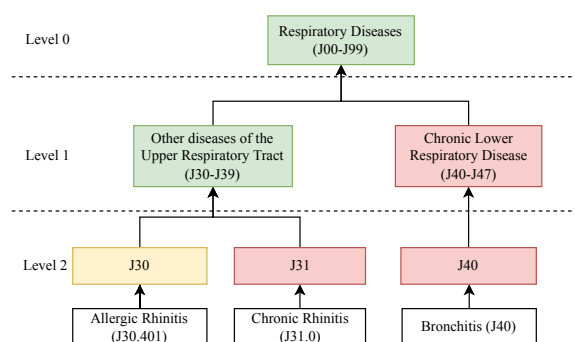 Level 0
Respiratory Diseases
(J00-J99)
Level 1
Other diseases of the
Upper Respiratory Tract
(J30-J39)
Chronic Lower
Respiratory Disease
(J40-J47)
Level 2
J30
J31
J40
Allergic Rhinitis
(J30.401)
Chronic Rhinitis
(J31.0)
Bronchitis (J40)